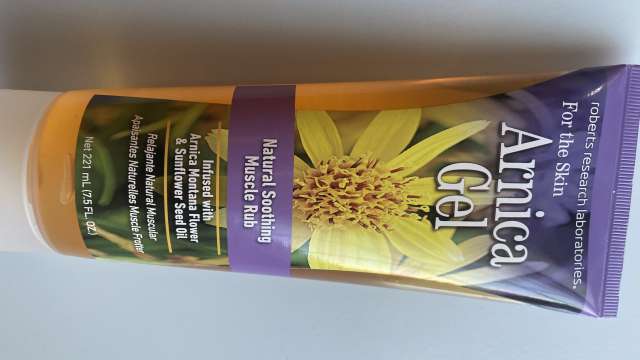 roberts research laboratories®
For the Skin
Arnica
Gel
Natural Soothing
Muscle Rub
Infused with
Arnica Montana Flower
& Sunflower Seed Oil
Relajante Natural Muscular
Apaisantes Naturelles Muscle Frotter
Net 221 mL (7.5 FL. OZ.)